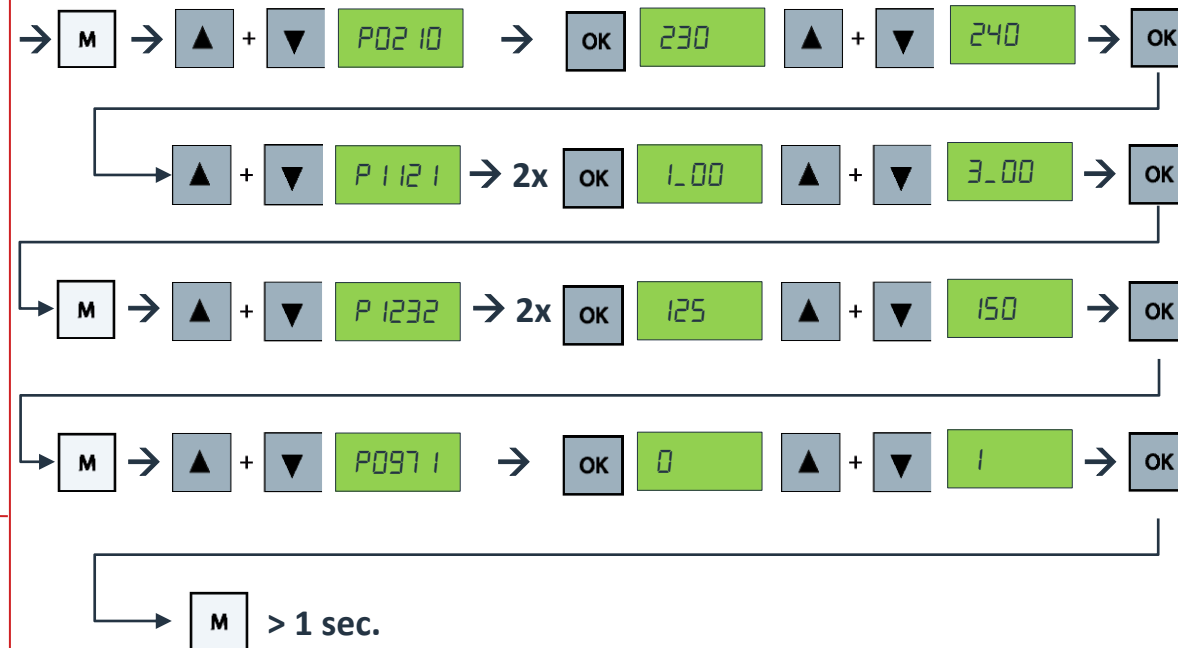 → M → ▲ + ▼ P0210 → OK 230 ▲ + ▼ 240 → OK
▲ + ▼ P1121 → 2x OK 1_00 ▲ + ▼ 3_00 → OK
M → ▲ + ▼ P1232 → 2x OK 125 ▲ + ▼ 150 → OK
M → ▲ + ▼ P0971 → OK 0 ▲ + ▼ 1 → OK
M > 1 sec.